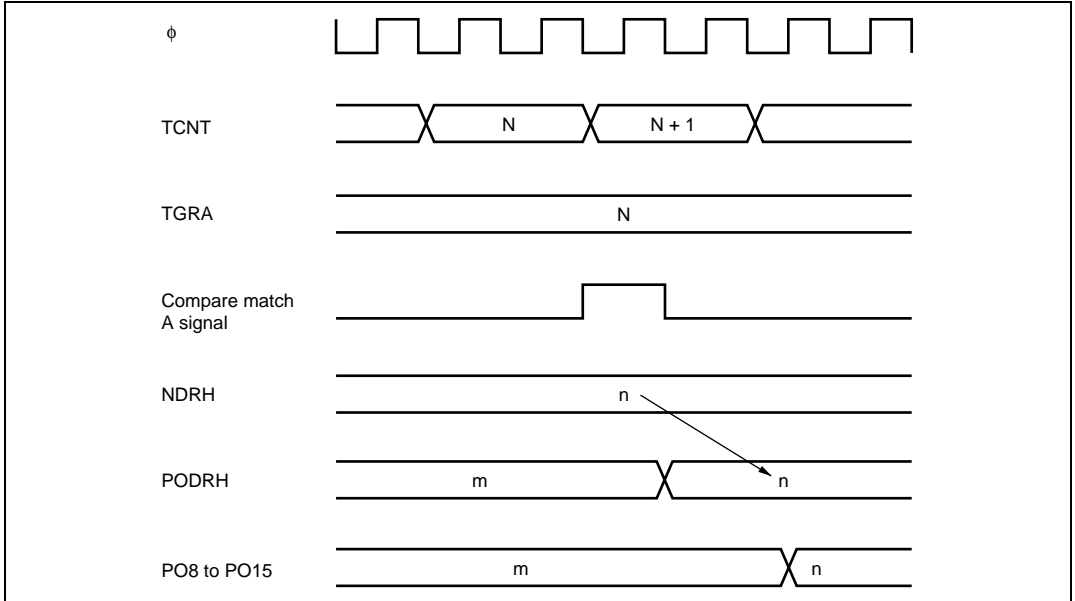 ϕ
TCNT N N + 1
TGRA N
Compare match
A signal
NDRH n
PODRH m n
PO8 to PO15 m n